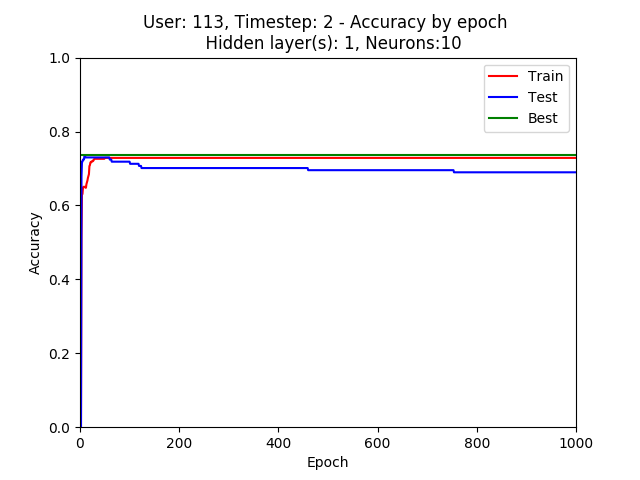 User: 113, Timestep: 2 - Accuracy by epoch
Hidden layer(s): 1, Neurons:10
1.0
0.8
0.6
0.4
0.2
0.0
Accuracy
Train
Test
Best
0 200 400 600 800 1000
Epoch